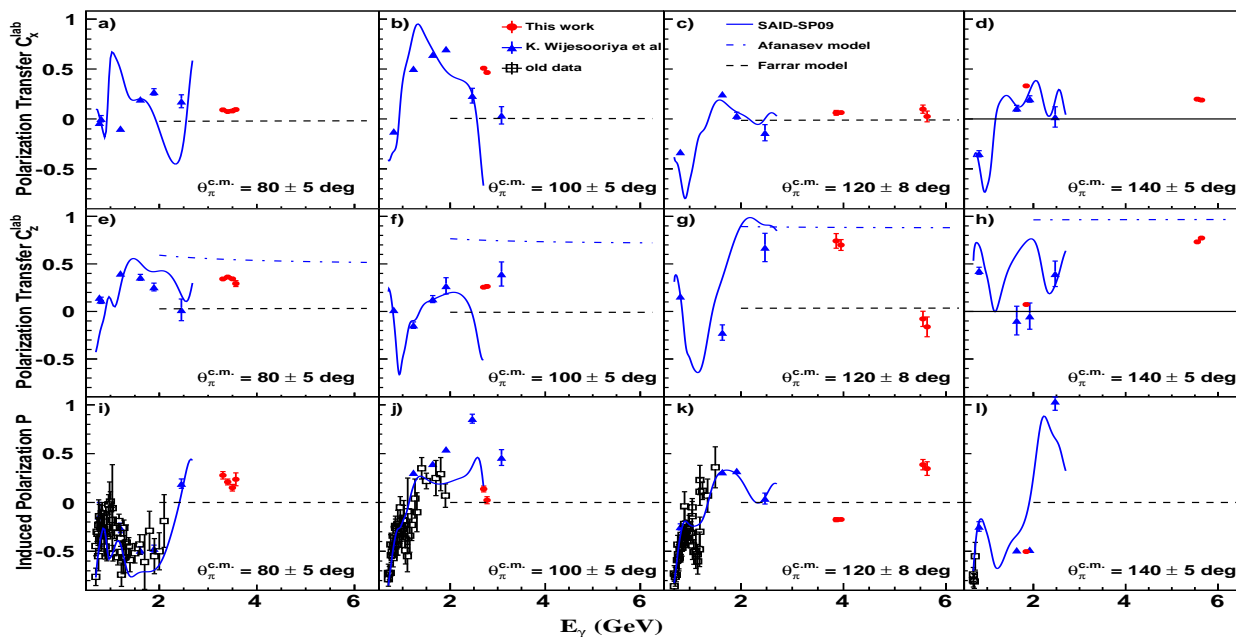 Polarization Transfer C_x^lab
1
0.5
0
-0.5
a)
θ_π^c.m. = 80 ± 5 deg
b)
This work
K. Wijesooriya et al
old data
θ_π^c.m. = 100 ± 5 deg
c)
SAID-SP09
Afanasev model
Farrar model
θ_π^c.m. = 120 ± 8 deg
d)
θ_π^c.m. = 140 ± 5 deg
Polarization Transfer C_z^lab
1
0.5
0
-0.5
e)
θ_π^c.m. = 80 ± 5 deg
f)
θ_π^c.m. = 100 ± 5 deg
g)
θ_π^c.m. = 120 ± 8 deg
h)
θ_π^c.m. = 140 ± 5 deg
Induced Polarization P
1
0.5
0
-0.5
i)
θ_π^c.m. = 80 ± 5 deg
j)
θ_π^c.m. = 100 ± 5 deg
k)
θ_π^c.m. = 120 ± 8 deg
l)
θ_π^c.m. = 140 ± 5 deg
2 4 6 2 4 6 2 4 6 2 4 6
E_γ (GeV)